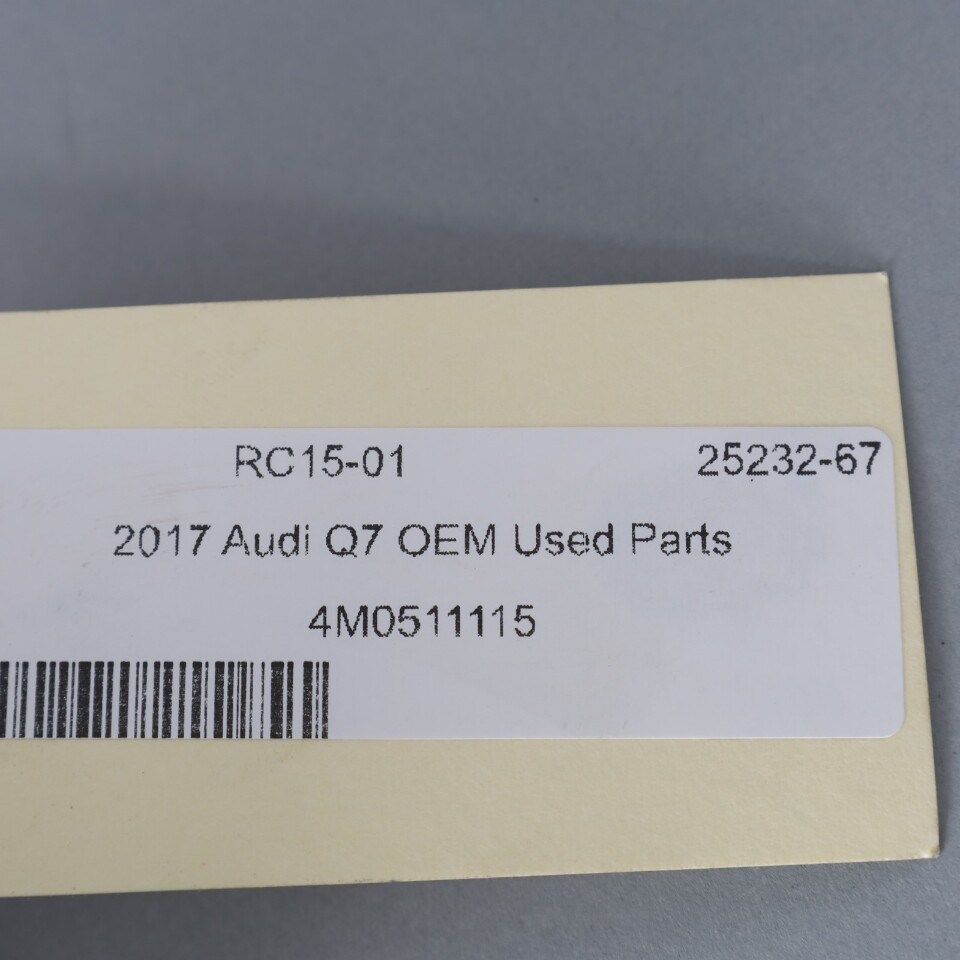 RC15-01 25232-67
2017 Audi Q7 OEM Used Parts
4M0511115